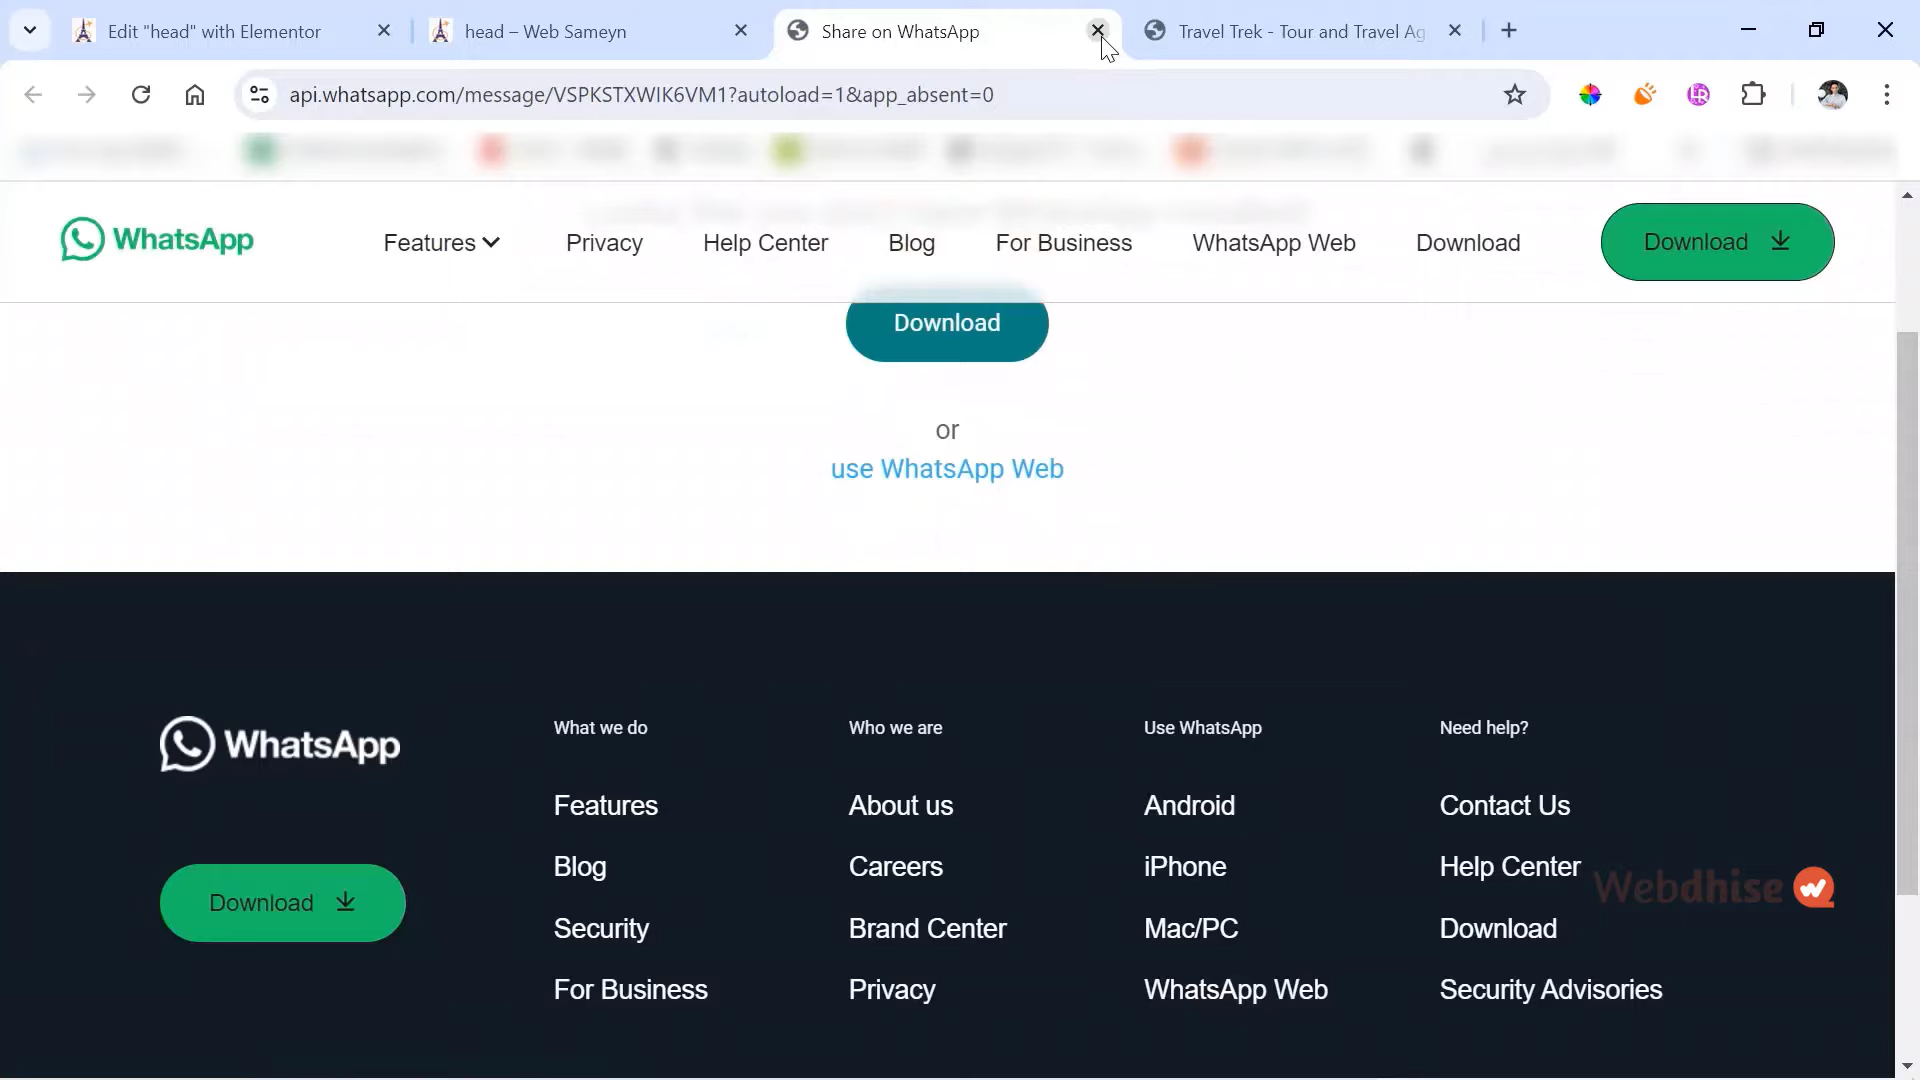 Edit "head" with Elementor
head – Web Sameyn
Share on WhatsApp
Travel Trek - Tour and Travel Ag
api.whatsapp.com/message/VSPKSTXWIK6VM1?autoload=1&app_absent=0
WhatsApp
Features
Privacy
Help Center
Blog
For Business
WhatsApp Web
Download
Download
Download
or
use WhatsApp Web
WhatsApp
Download
What we do
Features
Blog
Security
For Business
Who we are
About us
Careers
Brand Center
Privacy
Use WhatsApp
Android
iPhone
Mac/PC
WhatsApp Web
Need help?
Contact Us
Help Center
Download
Security Advisories
Webdhise